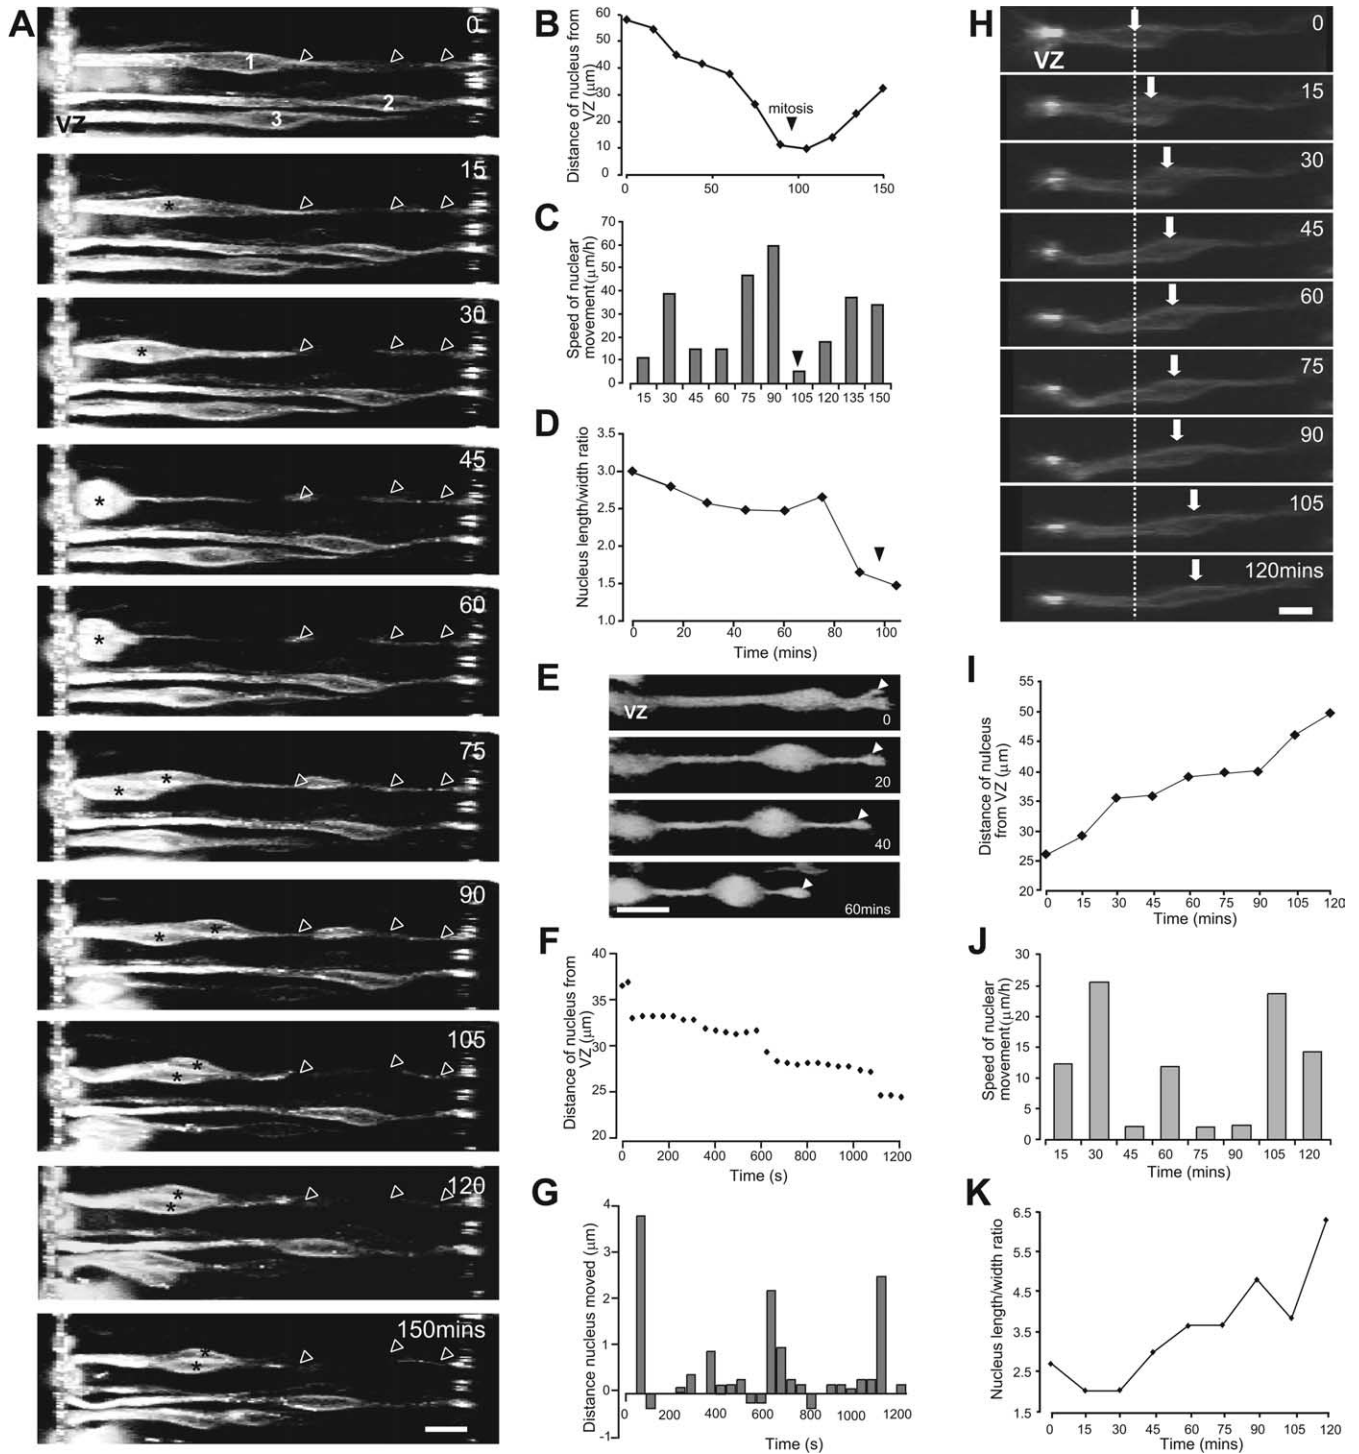 A
0
1
2
3
VZ
15
*
30
*
45
*
60
*
75
*
*
90
*
*
105
*
*
120
*
*
150mins
*
*
B
Distance of nucleus from
VZ (μm)
60
50
40
30
20
10
0
mitosis
0 50 100 150
C
Speed of nuclear
movement(μm/h)
70
60
50
40
30
20
10
0
15 30 45 60 75 90 105 120 135 150
D
Nucleus length/width ratio
3.5
3.0
2.5
2.0
1.5
1.0
0 20 40 60 80 100
Time (mins)
E
VZ
0
20
40
60mins
F
Distance of nucleus from
VZ (μm)
40
35
30
25
20
0 200 400 600 800 1000 1200
Time (s)
G
Distance nucleus moved (μm)
4
3
2
1
0
-1
0 200 400 600 800 1000 1200
Time (s)
H
VZ
0
15
30
45
60
75
90
105
120mins
I
Distance of nulceus
from VZ (μm)
55
50
45
40
35
30
25
20
0 15 30 45 60 75 90 105 120
Time (mins)
J
Speed of nuclear
movement(μm/h)
30
25
20
15
10
5
0
15 30 45 60 75 90 105 120
Time (mins)
K
Nucleus length/width ratio
6.5
5.5
4.5
3.5
2.5
1.5
0 15 30 45 60 75 90 105 120
Time (mins)